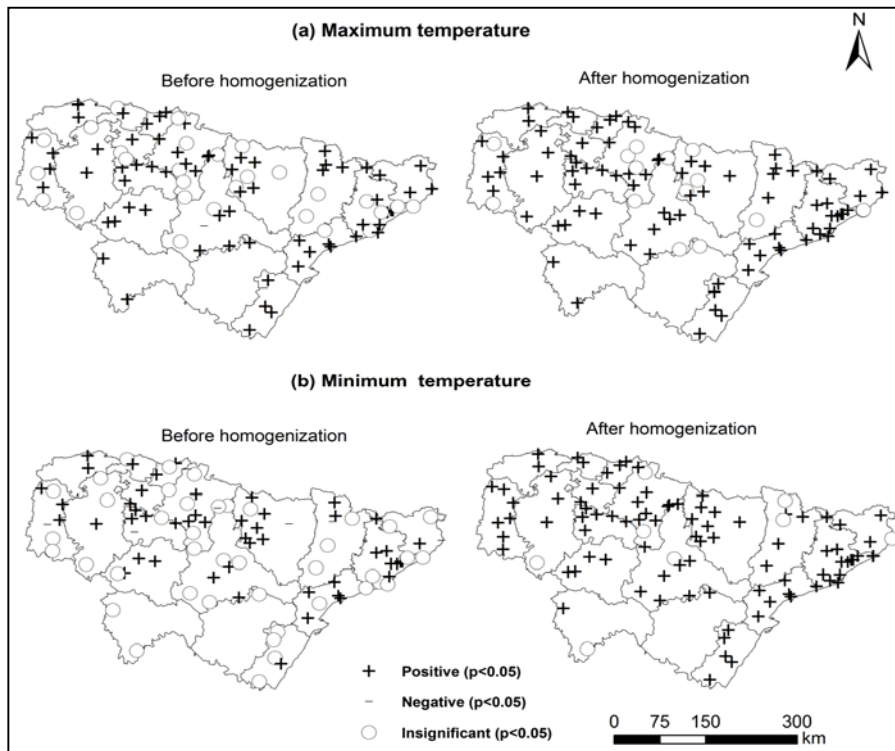 (a) Maximum temperature
N
Before homogenization
After homogenization
(b) Minimum temperature
Before homogenization
After homogenization
+ Positive (p<0.05)
− Negative (p<0.05)
○ Insignificant (p<0.05)
0 75 150 300
km